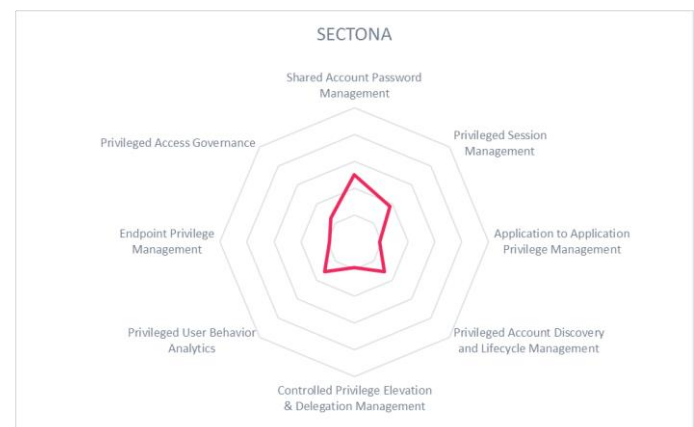 SECTONA
Shared Account Password
Management
Privileged Access Governance
Privileged Session
Management
Endpoint Privilege
Management
Application to Application
Privilege Management
Privileged User Behavior
Analytics
Privileged Account Discovery
and Lifecycle Management
Controlled Privilege Elevation
& Delegation Management